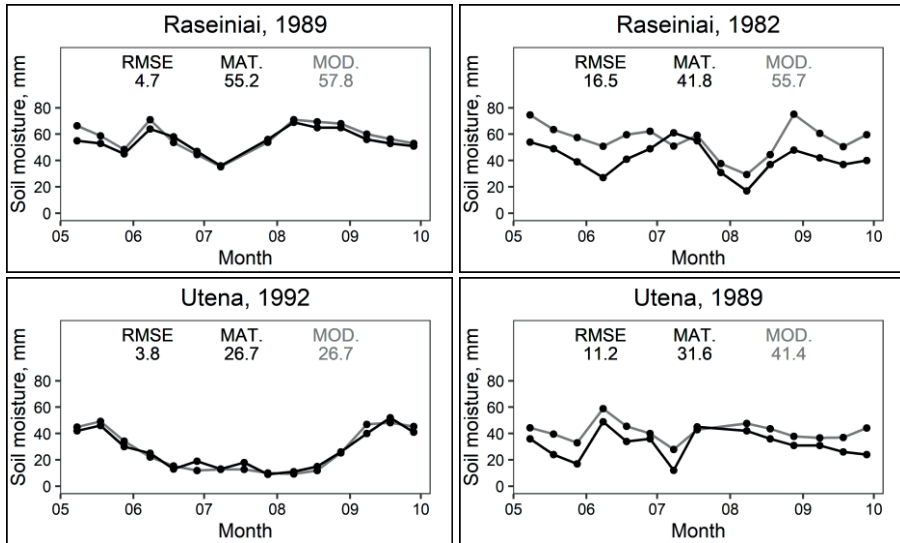 Raseiniai, 1989
RMSE MAT. MOD.
4.7 55.2 57.8
Soil moisture, mm
80
60
40
20
0
05 06 07 08 09 10
Month
Raseiniai, 1982
RMSE MAT. MOD.
16.5 41.8 55.7
Soil moisture, mm
80
60
40
20
0
05 06 07 08 09 10
Month
Utena, 1992
RMSE MAT. MOD.
3.8 26.7 26.7
Soil moisture, mm
80
60
40
20
0
05 06 07 08 09 10
Month
Utena, 1989
RMSE MAT. MOD.
11.2 31.6 41.4
Soil moisture, mm
80
60
40
20
0
05 06 07 08 09 10
Month